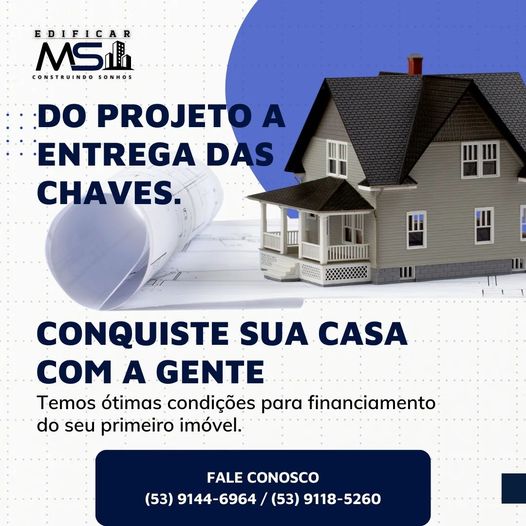 EDIFICAR
MS
CONSTRUINDO SONHOS
DO PROJETO A
ENTREGA DAS
CHAVES.
CONQUISTE SUA CASA
COM A GENTE
Temos ótimas condições para financiamento
do seu primeiro imóvel.
FALE CONOSCO
(53) 9144-6964 / (53) 9118-5260